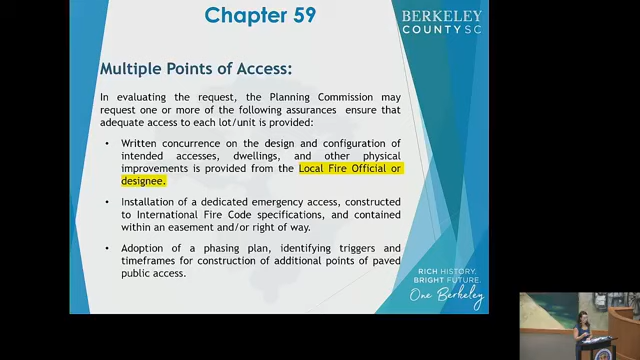 Chapter 59
BERKELEY
COUNTY SC
Multiple Points of Access:
In evaluating the request, the Planning Commission may
request one or more of the following assurances ensure that
adequate access to each lot/unit is provided:
• Written concurrence on the design and configuration of
intended accesses, dwellings, and other physical
improvements is provided from the Local Fire Official or
designee.
• Installation of a dedicated emergency access, constructed
to International Fire Code specifications, and contained
within an easement and/or right of way.
• Adoption of a phasing plan, identifying triggers and
timeframes for construction of additional points of paved
public access.
RICH HISTORY.
BRIGHT FUTURE.
One Berkeley